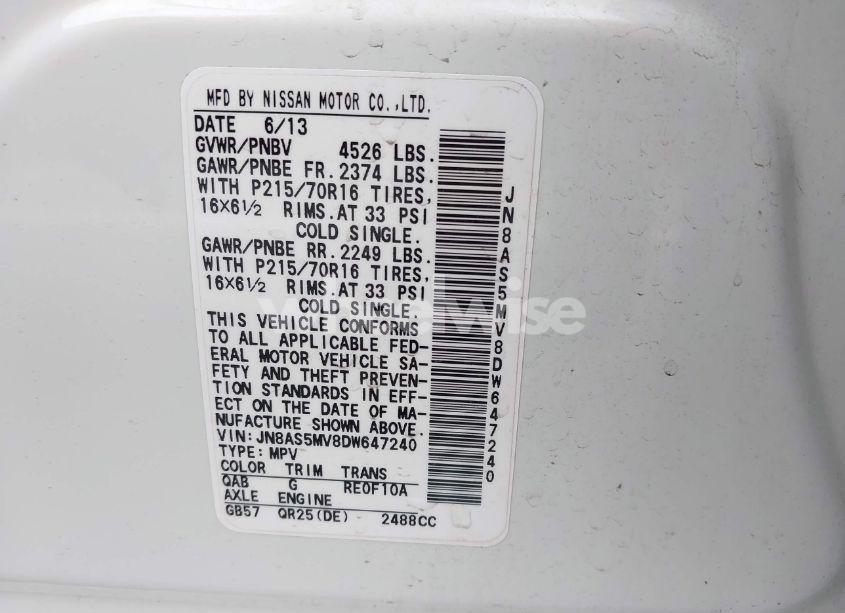 MFD BY NISSAN MOTOR CO.,LTD.
DATE 6/13
GVWR/PNBV 4526 LBS.
GAWR/PNBE FR. 2374 LBS.
WITH P215/70R16 TIRES,
16X6½ RIMS.AT 33 PSI
COLD SINGLE.
GAWR/PNBE RR. 2249 LBS.
WITH P215/70R16 TIRES,
16X6½ RIMS.AT 33 PSI
COLD SINGLE.
THIS VEHICLE CONFORMS
TO ALL APPLICABLE FED-
ERAL MOTOR VEHICLE SA-
FETY AND THEFT PREVEN-
TION STANDARDS IN EFF-
ECT ON THE DATE OF MA-
NUFACTURE SHOWN ABOVE.
VIN:JN8AS5MV8DW647240
TYPE:MPV
COLOR TRIM TRANS
QAB G RE0F10A
AXLE ENGINE
GB57 QR25(DE) 2488CC
JN8AS5MV8DW647240